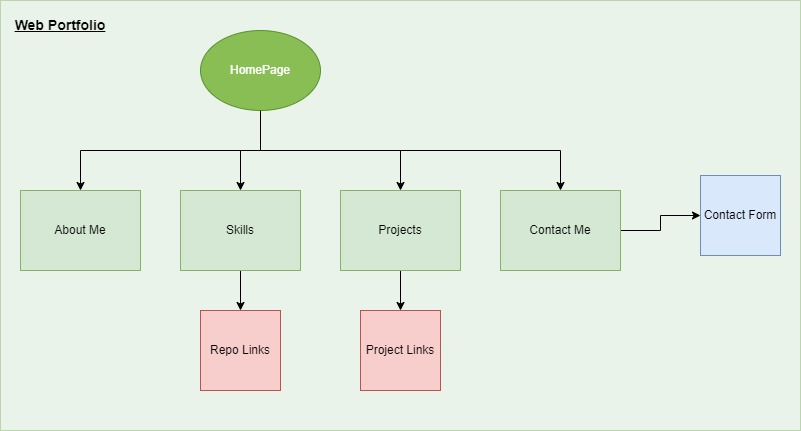 Web Portfolio
HomePage
About Me
Skills
Projects
Contact Me
Contact Form
Repo Links
Project Links